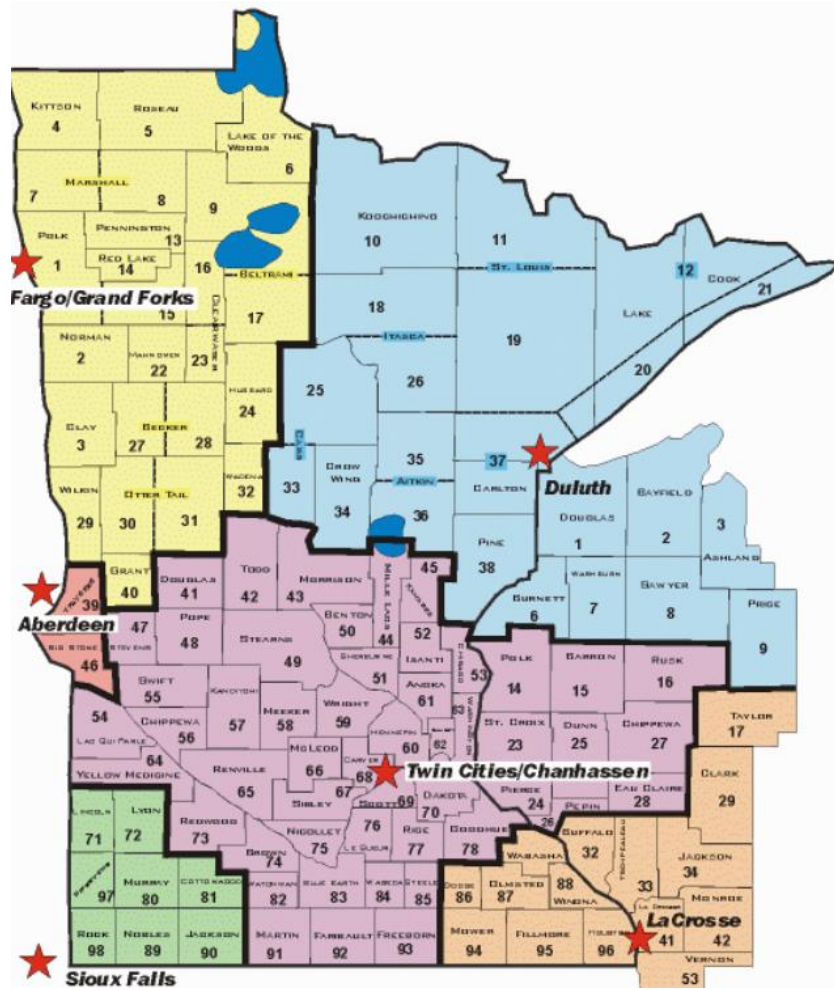 KITTSON
4
ROSEAU
5
LAKE OF THE
WOODS
6
MARSHALL
7
8
9
PENNINGTON
13
POLK
1
RED LAKE
14
16
BELTRAMI
Fargo/Grand Forks
15
17
CLEARWATER
NORMAN
2
MAHNOMEN
22
23
HUBBARD
24
CLAY
3
BECKER
27
28
WILKIN
29
OTTER TAIL
30
31
WADENA
32
GRANT
40
KOOCHICHING
10
11
ST. LOUIS
12
COOK
21
LAKE
20
18
19
ITASCA
25
26
CASS
33
CROW
WING
34
35
AITKIN
36
37
CARLTON
Duluth
PINE
38
DOUGLAS
1
BAYFIELD
2
3
ASHLAND
BURNETT
6
WASHBURN
7
SAWYER
8
PRICE
9
39
Aberdeen
BIG STONE
46
DOUGLAS
41
TODD
42
MORRISON
43
MILLE LACS
44
45
47
STEVENS
POPE
48
STEARNS
49
BENTON
50
SHERBURNE
51
52
ISANTI
CHISAGO
53
54
LAC QUI PARLE
SWIFT
55
CHIPPEWA
56
KANDIYOHI
57
MEEKER
58
WRIGHT
59
ANOKA
61
HENNEPIN
60
62
63
WASHINGTON
64
YELLOW MEDICINE
RENVILLE
65
MCLEOD
66
CARVER
68
SIBLEY
67
SCOTT
69
DAKOTA
70
Twin Cities/Chanhassen
REDWOOD
73
BROWN
74
NICOLLET
75
76
LE SUEUR
RICE
77
GOODHUE
78
WATONWAN
82
BLUE EARTH
83
WASECA
84
STEELE
85
MARTIN
91
FARIBAULT
92
FREEBORN
93
POLK
14
BARRON
15
RUSK
16
ST. CROIX
23
DUNN
25
CHIPPEWA
27
PIERCE
24
PEPIN
26
EAU CLAIRE
28
LINCOLN
71
LYON
72
97
MURRAY
80
COTTONWOOD
81
ROCK
98
NOBLES
89
JACKSON
90
Sioux Falls
TAYLOR
17
CLARK
29
BUFFALO
32
TREMPEALEAU
33
JACKSON
34
WABASHA
DODGE
86
OLMSTED
87
88
WINONA
MOWER
94
FILLMORE
95
HOUSTON
96
LA CROSSE
LaCrosse
41
MONROE
42
VERNON
53